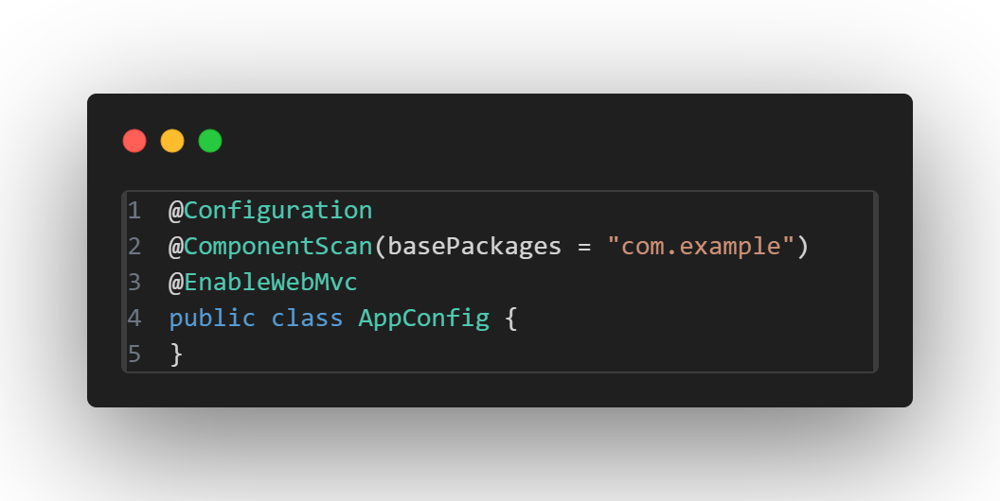 1 @Configuration
2 @ComponentScan(basePackages = "com.example")
3 @EnableWebMvc
4 public class AppConfig {
5 }